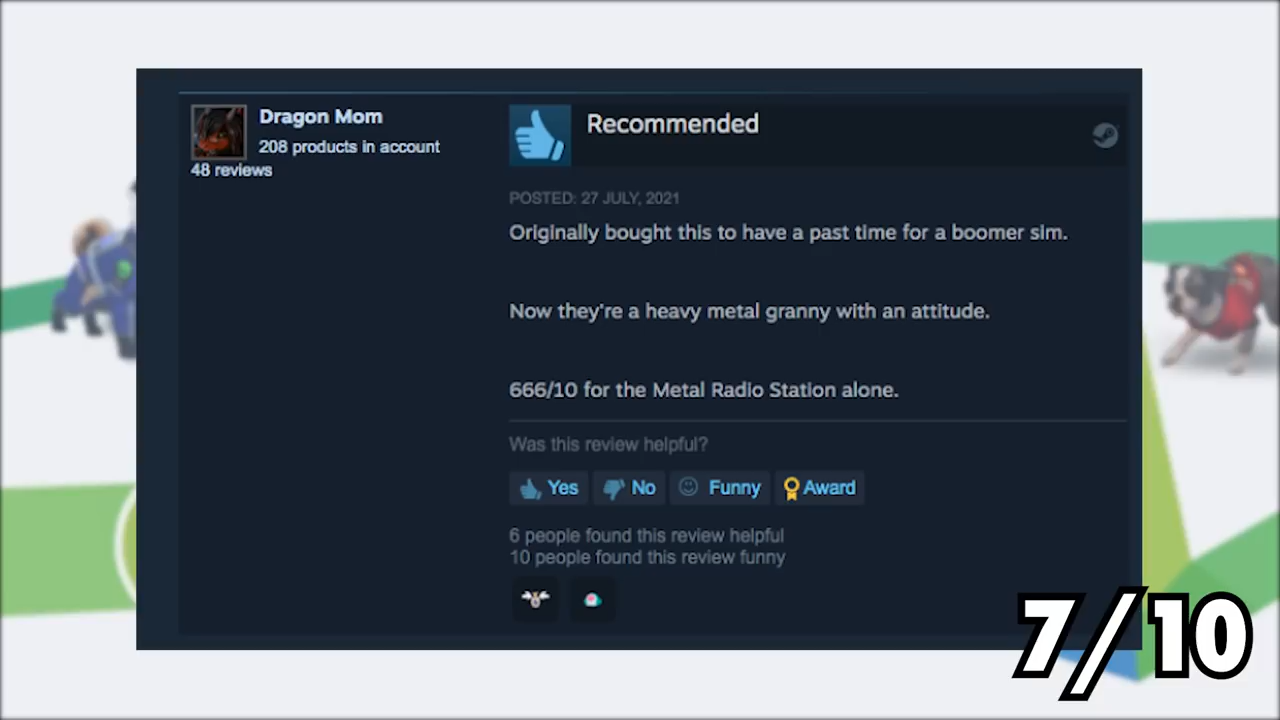 Dragon Mom
208 products in account
48 reviews
Recommended
POSTED: 27 JULY, 2021
Originally bought this to have a past time for a boomer sim.
Now they're a heavy metal granny with an attitude.
666/10 for the Metal Radio Station alone.
Was this review helpful?
Yes No Funny Award
6 people found this review helpful
10 people found this review funny
7/10